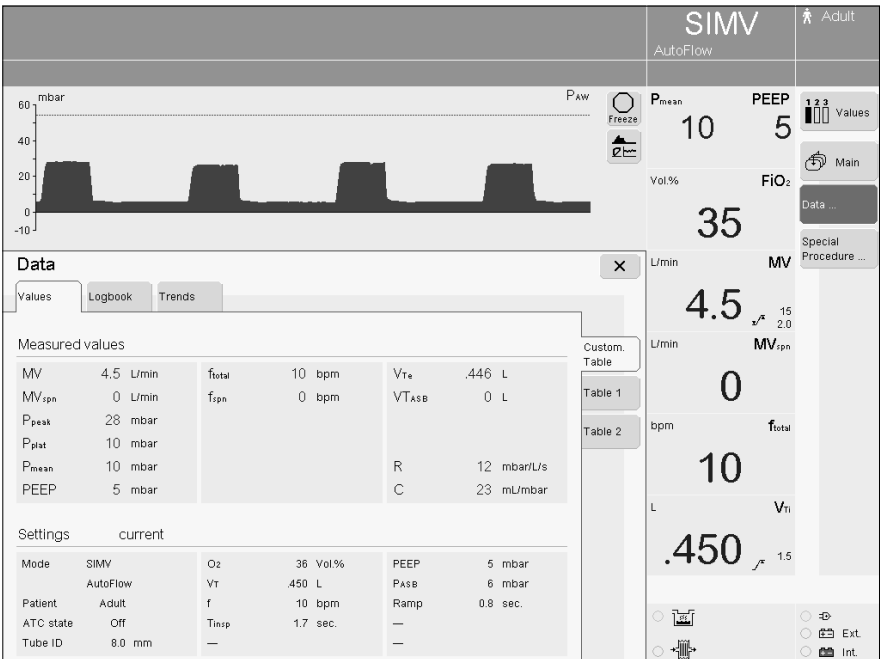 SIMV
AutoFlow
Adult
mbar
PAW
60
40
20
0
-10
Freeze
Pmean PEEP
10 5
Vol.% FiO2
35
L/min MV
4.5 15
2.0
L/min MVspn
0
bpm ftotal
10
L VTi
.450 1.5
1 2 3
Values
Main
Data ...
Special
Procedure ...
Ext.
Int.
Data
Values Logbook Trends
Custom.
Table
Table 1
Table 2
Measured values
MV 4.5 L/min ftotal 10 bpm VTe .446 L
MVspn 0 L/min fspn 0 bpm VTASB 0 L
Ppeak 28 mbar
Pplat 10 mbar
Pmean 10 mbar R 12 mbar/L/s
PEEP 5 mbar C 23 mL/mbar
Settings current
Mode SIMV O2 36 Vol.% PEEP 5 mbar
AutoFlow VT .450 L PASB 6 mbar
Patient Adult f 10 bpm Ramp 0.8 sec.
ATC state Off Tinsp 1.7 sec. —
Tube ID 8.0 mm — —